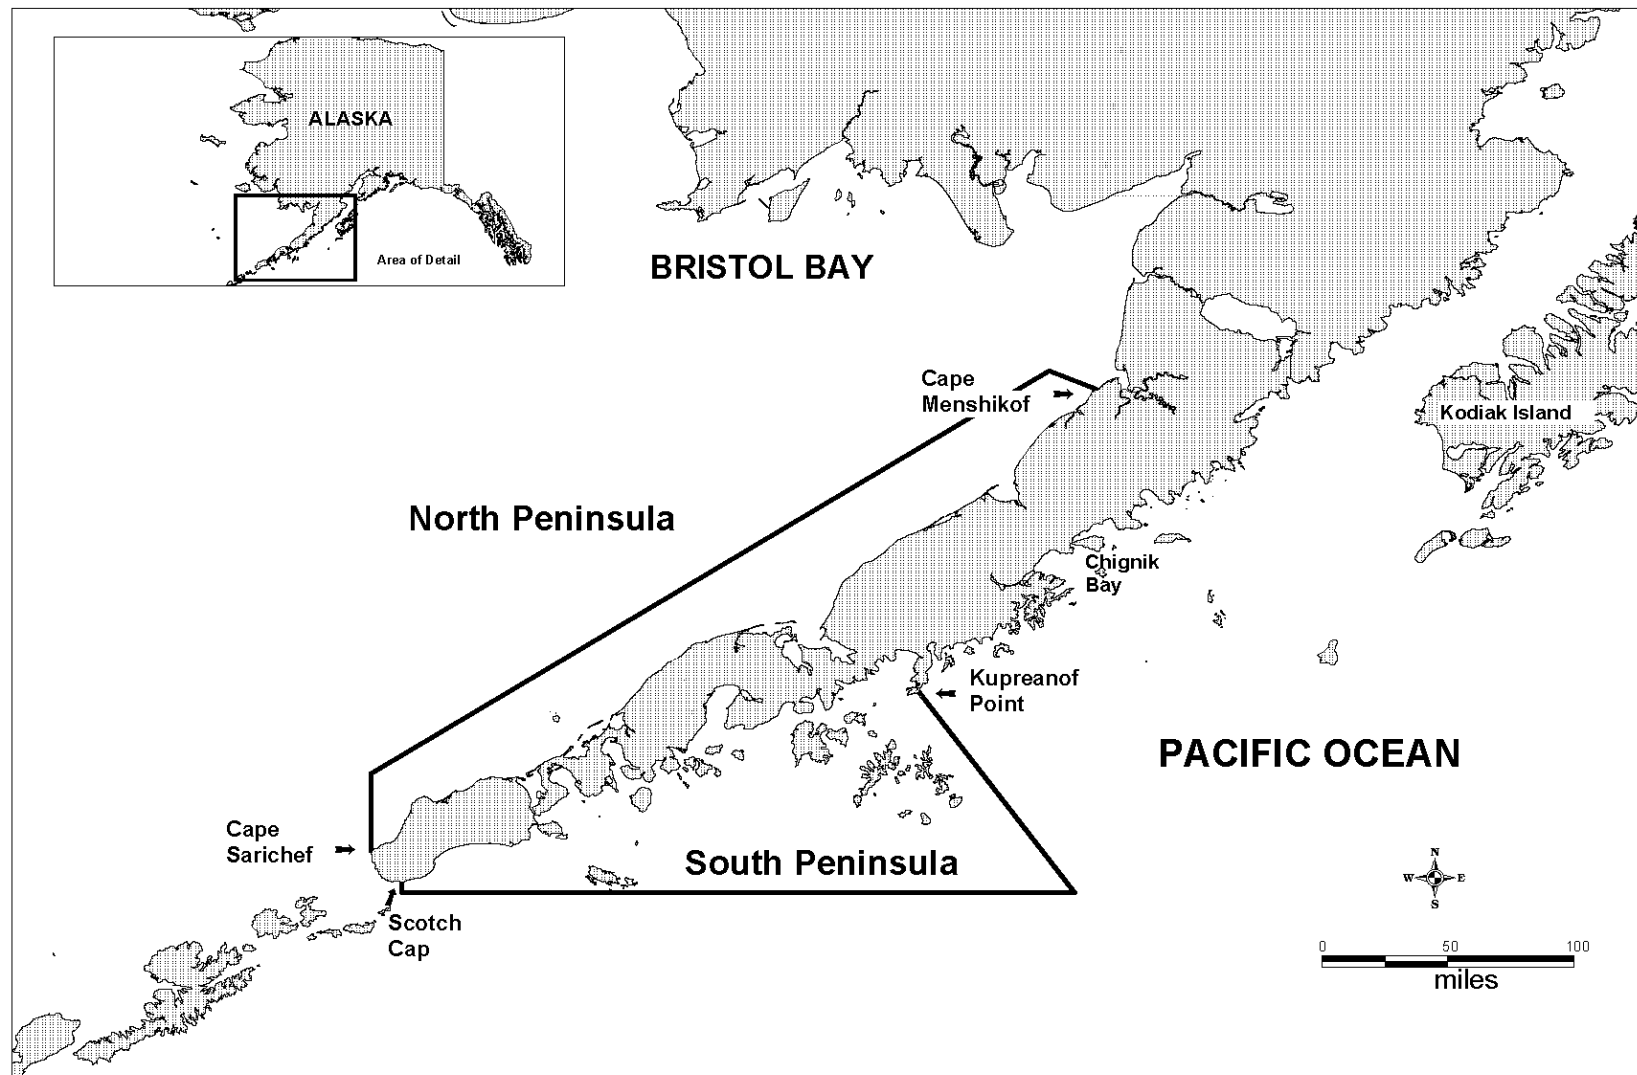 ALASKA
Area of Detail
BRISTOL BAY
Cape
Menshikof
Kodiak Island
North Peninsula
Chignik
Bay
Kupreanof
Point
PACIFIC OCEAN
Cape
Sarichef
South Peninsula
Scotch
Cap
N
W E
S
0 50 100
miles